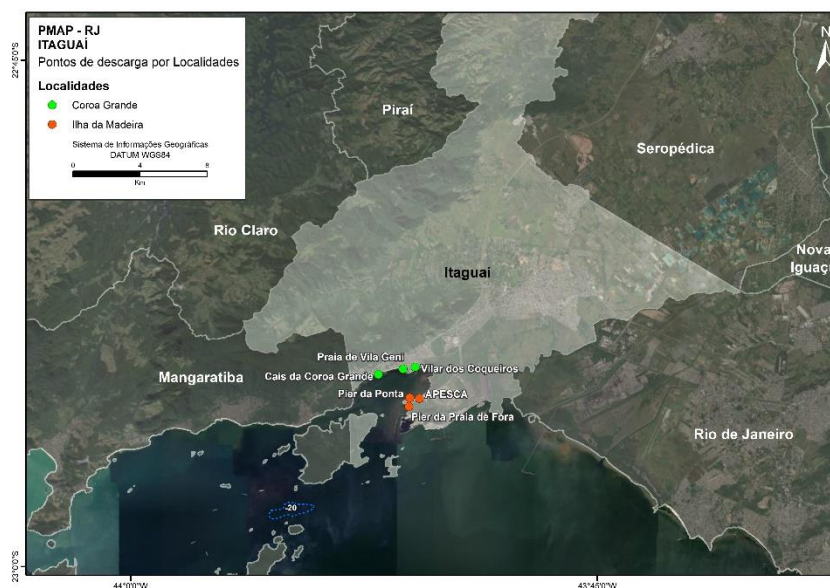 PMAP - RJ
ITAGUAÍ
Pontos de descarga por Localidades
Localidades
Coroa Grande
Ilha da Madeira
Sistema de Informações Geográficas
DATUM WGS84
0 4 8
Km
N
22°45'0"S
Piraí
Seropédica
Rio Claro
Nova
Iguaçu
Itaguaí
Praia de Vila Geni
Vilar dos Coqueiros
Mangaratiba
Cais da Coroa Grande
Pier da Ponta
APESCA
Pier da Praia de Fora
Rio de Janeiro
-20
23°0'0"S
44°0'0"W
43°45'0"W